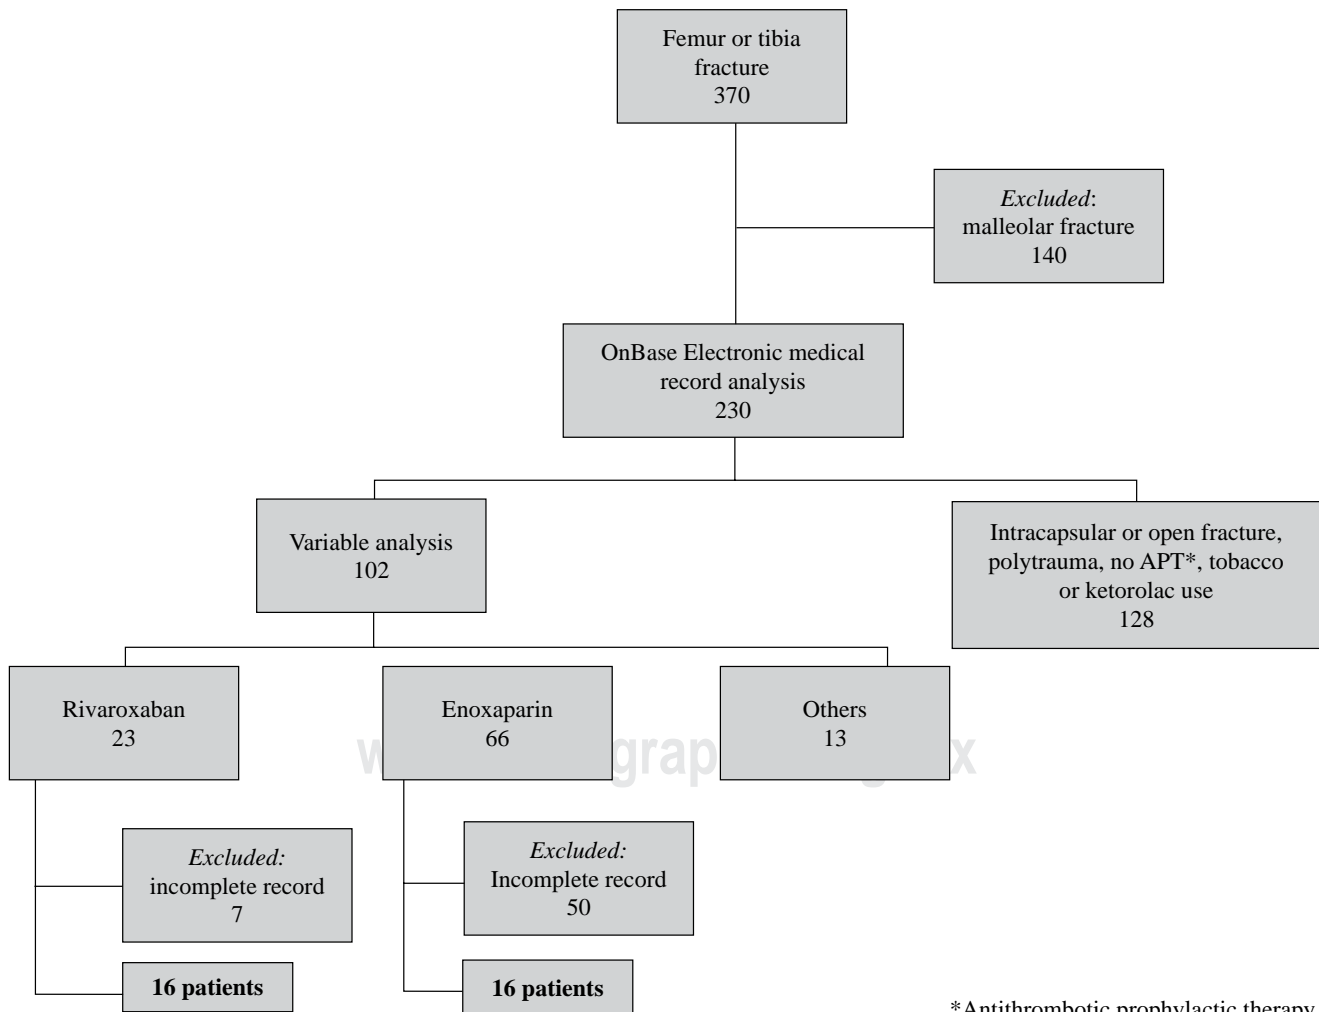 Femur or tibia
fracture
370
Excluded:
malleolar fracture
140
OnBase Electronic medical
record analysis
230
Variable analysis
102
Intracapsular or open fracture,
polytrauma, no APT*, tobacco
or ketorolac use
128
Rivaroxaban
23
Enoxaparin
66
Others
13
Excluded:
incomplete record
7
Excluded:
Incomplete record
50
16 patients
16 patients
*Antithrombotic prophylactic therapy